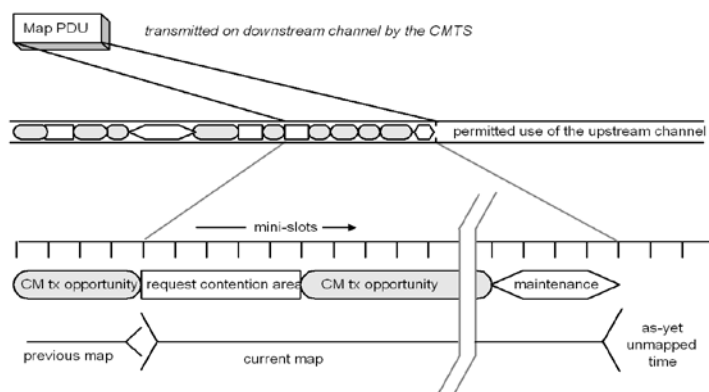 Map PDU
transmitted on downstream channel by the CMTS
permitted use of the upstream channel
mini-slots
CM tx opportunity
request contention area
CM tx opportunity
maintenance
previous map
current map
as-yet
unmapped
time